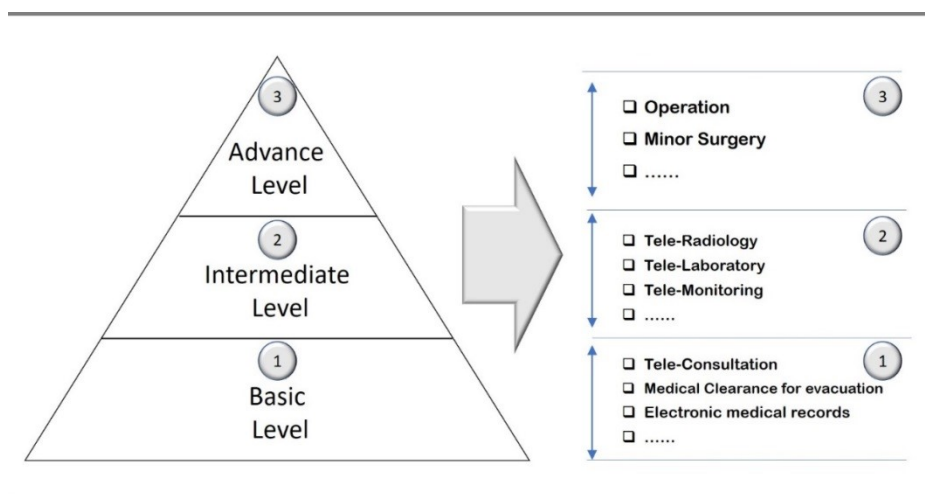 3
Advance
Level
2
Intermediate
Level
1
Basic
Level
3
❑ Operation
❑ Minor Surgery
❑ ......
2
❑ Tele-Radiology
❑ Tele-Laboratory
❑ Tele-Monitoring
❑ ......
1
❑ Tele-Consultation
❑ Medical Clearance for evacuation
❑ Electronic medical records
❑ ......